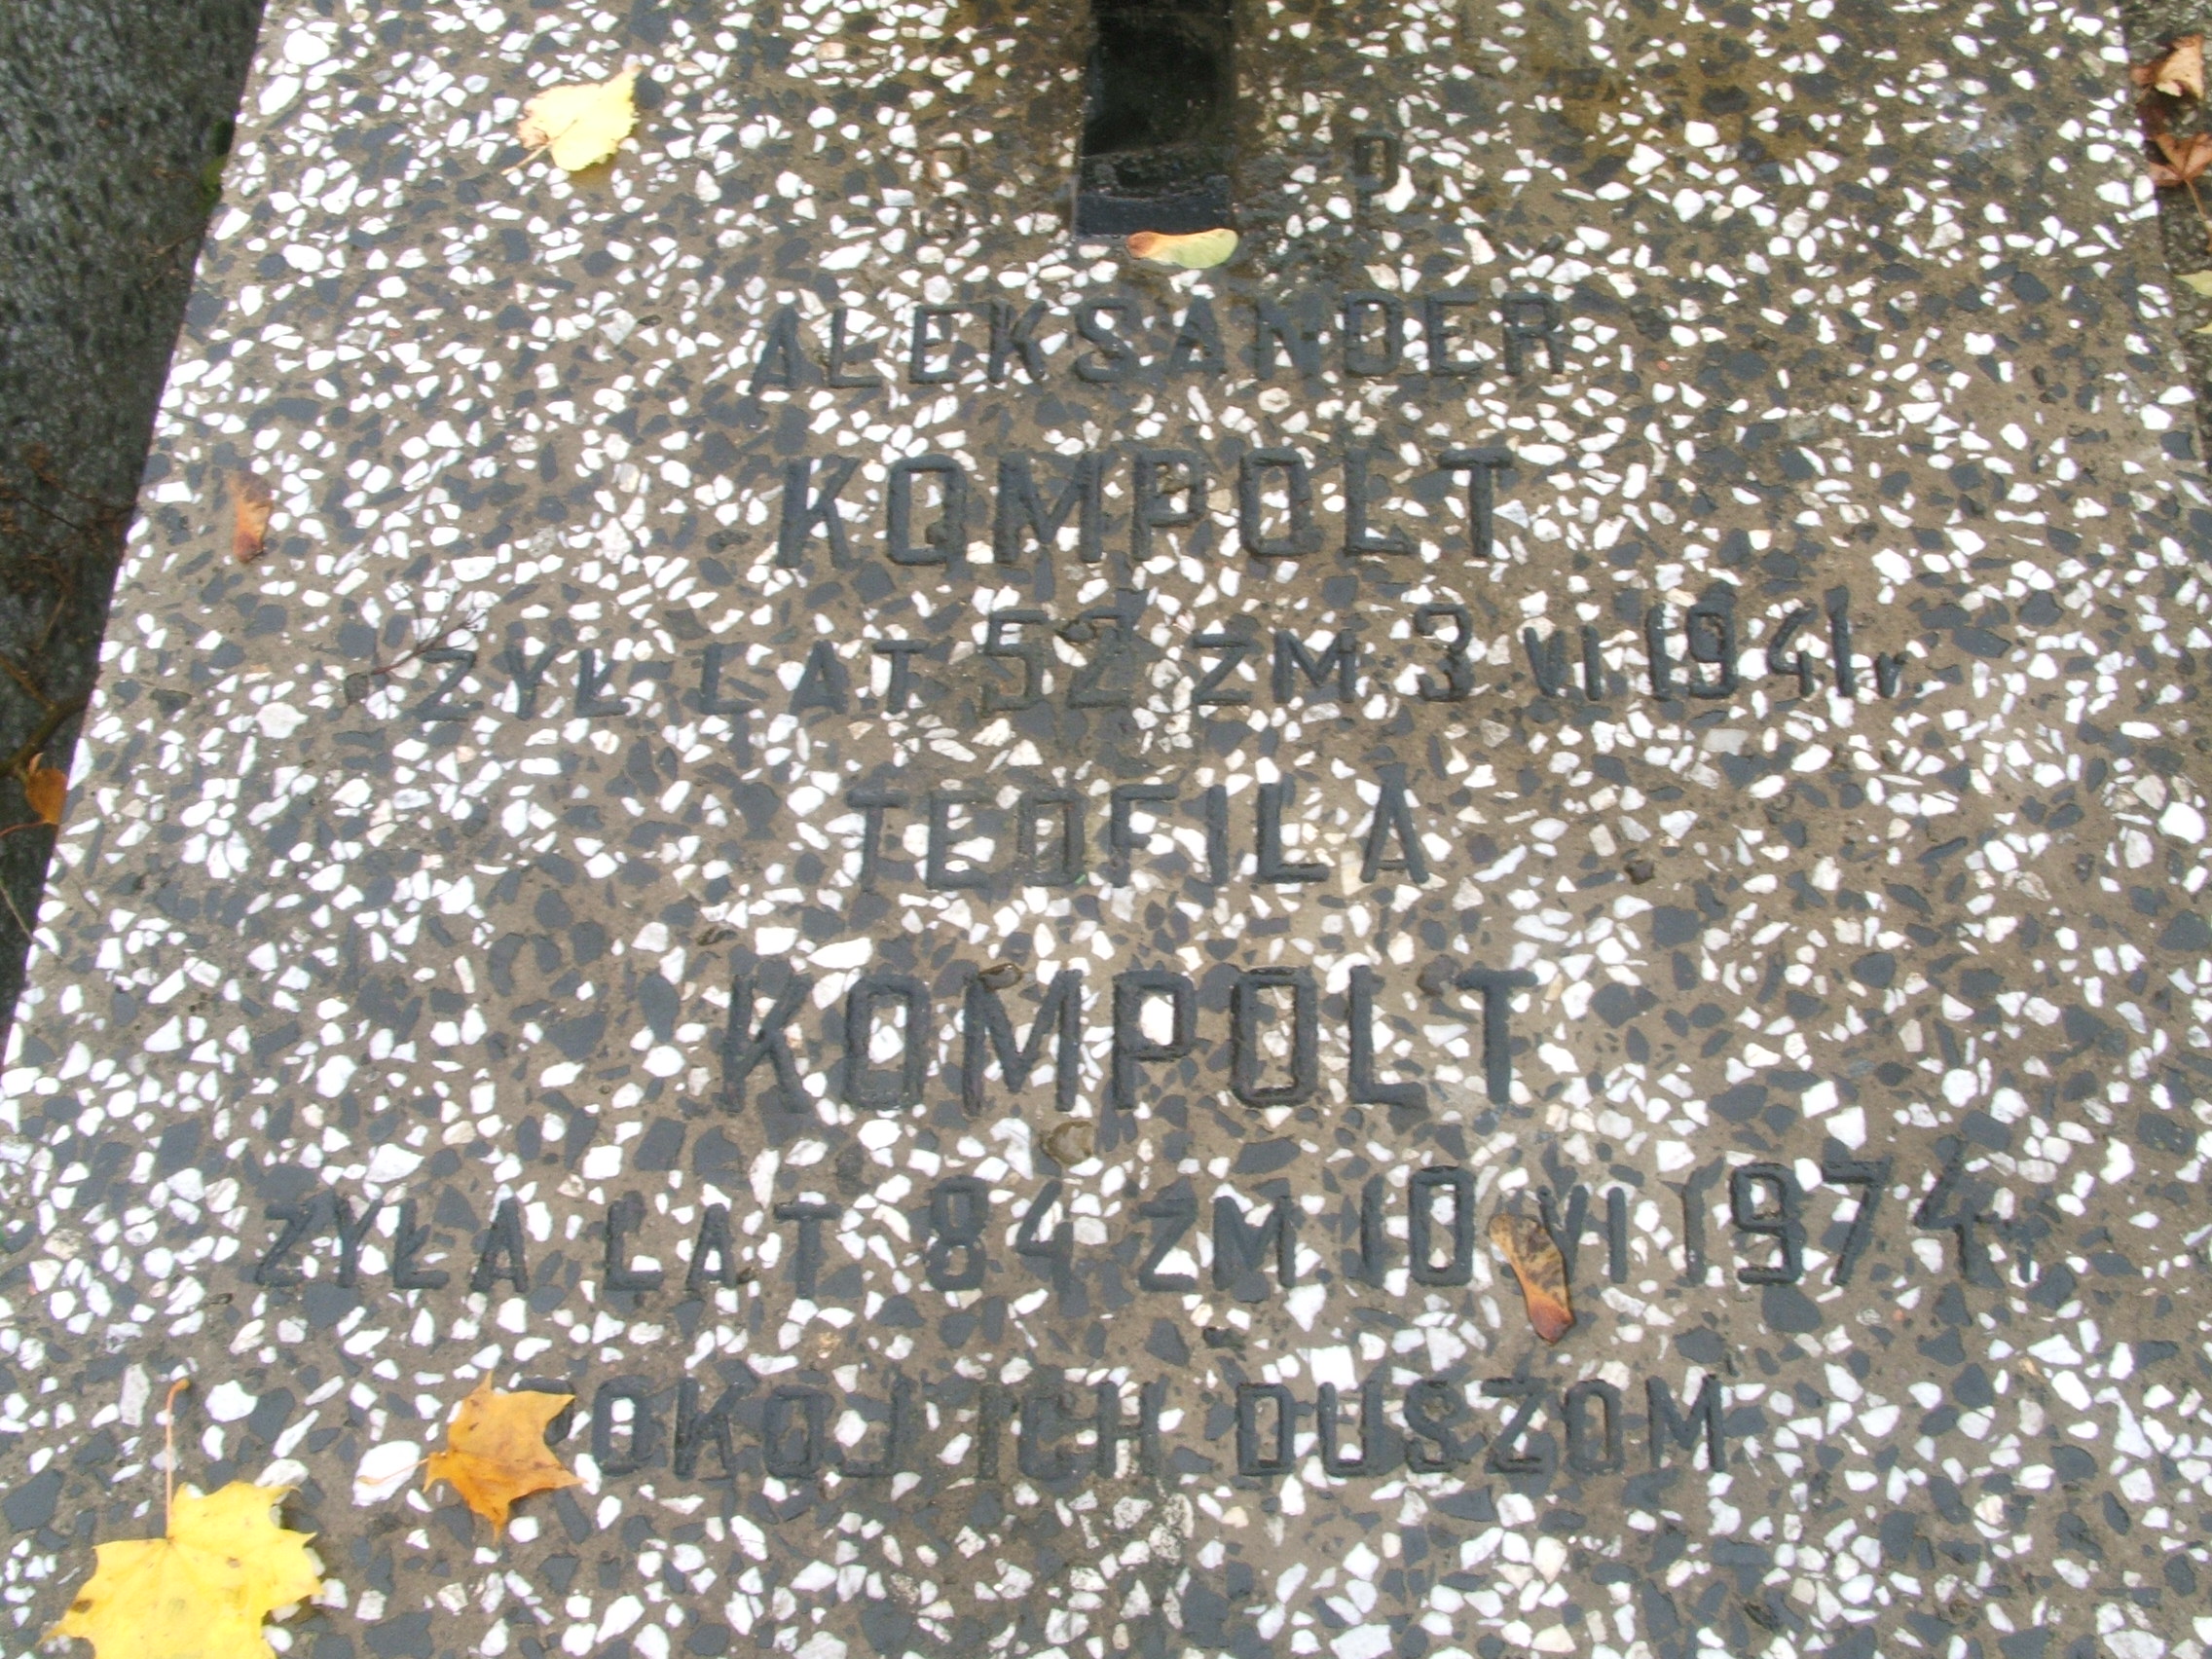 Ś P
ALEKSANDER
KOMPOLT
ŻYŁ LAT 52 ZM 3 VI 1941 r.
TEOFILA
KOMPOLT
ŻYŁA LAT 84 ZM 10 VI 1974 r.
POKÓJ ICH DUSZOM